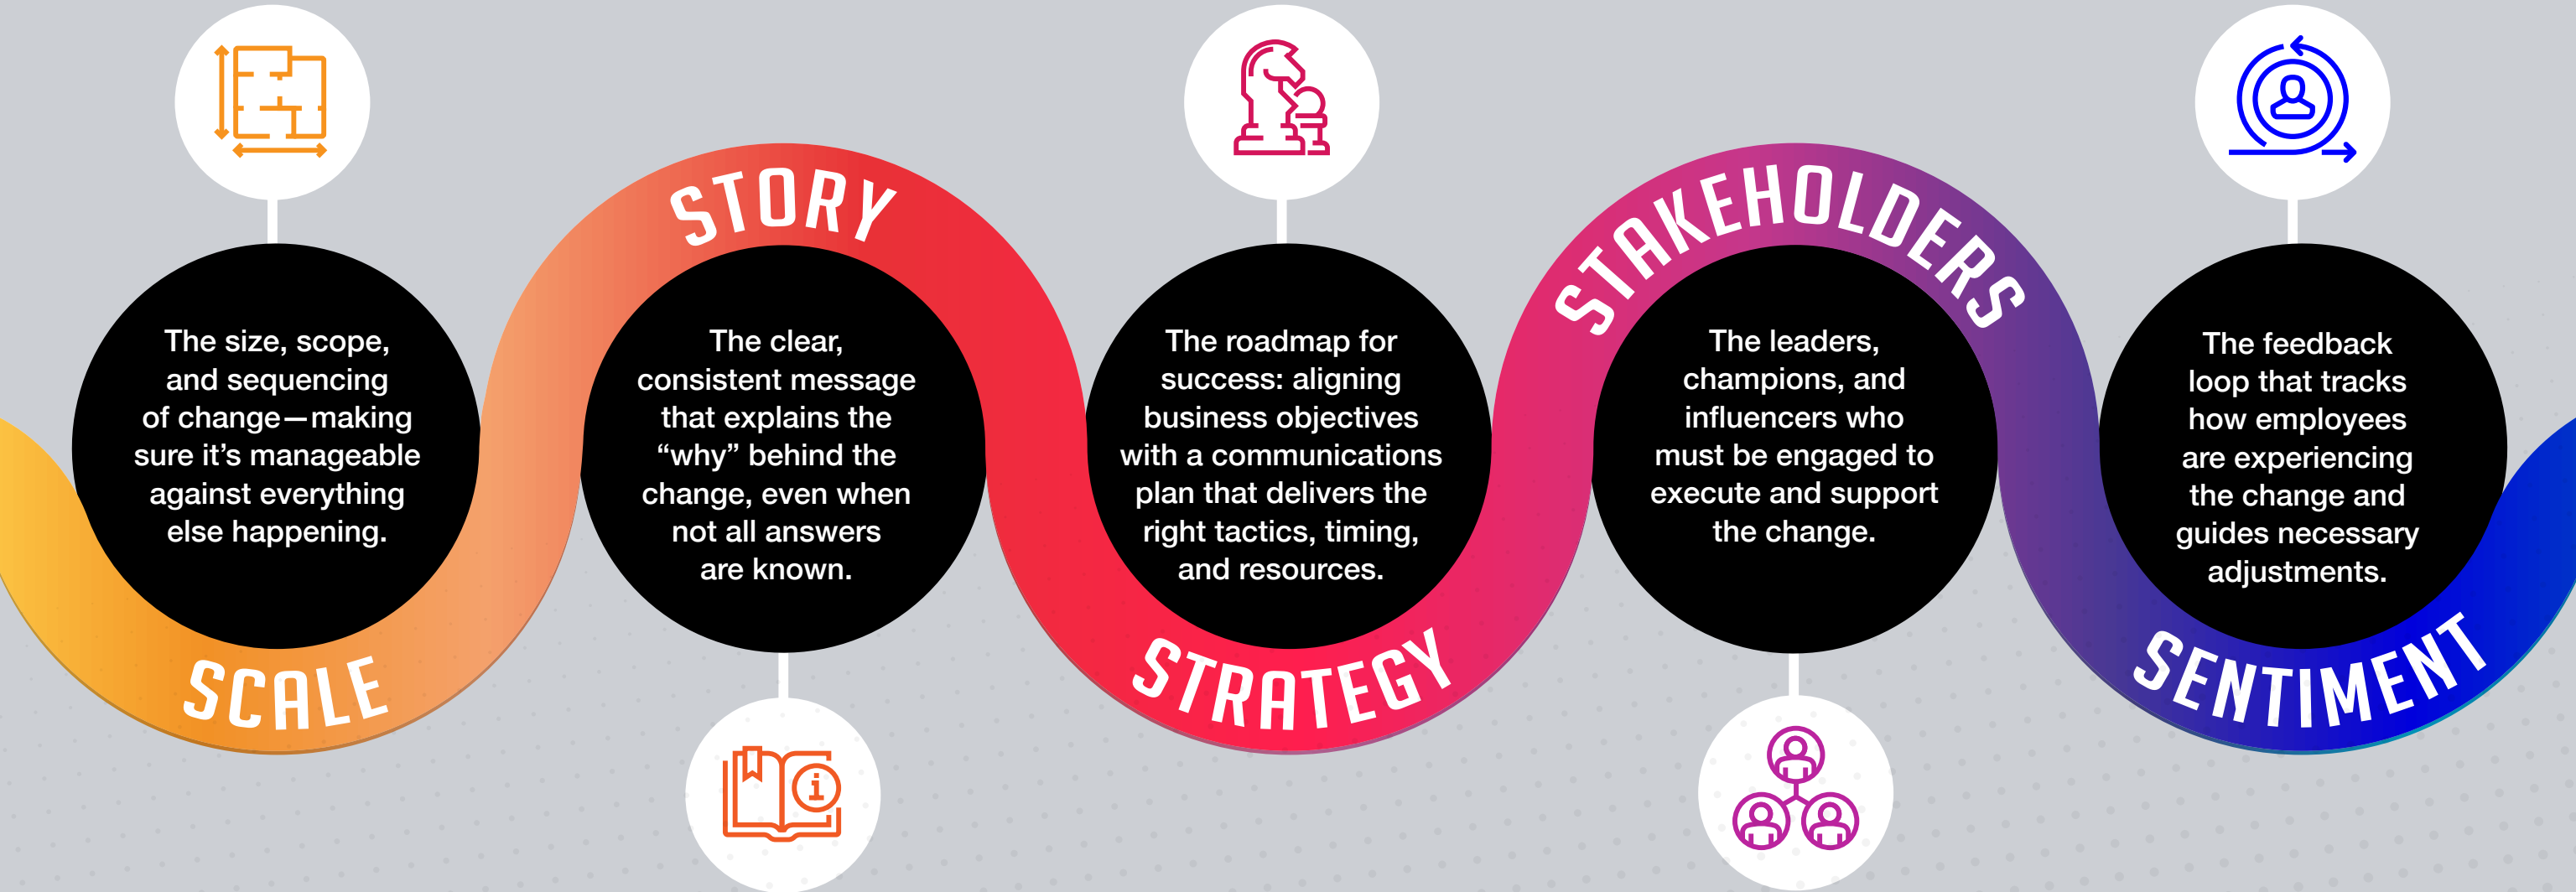 The size, scope,
and sequencing
of change—making
sure it's manageable
against everything
else happening.
SCALE
STORY
The clear,
consistent message
that explains the
“why” behind the
change, even when
not all answers
are known.
i
The roadmap for
success: aligning
business objectives
with a communications
plan that delivers the
right tactics, timing,
and resources.
STRATEGY
STAKEHOLDERS
The leaders,
champions, and
influencers who
must be engaged to
execute and support
the change.
The feedback
loop that tracks
how employees
are experiencing
the change and
guides necessary
adjustments.
SENTIMENT